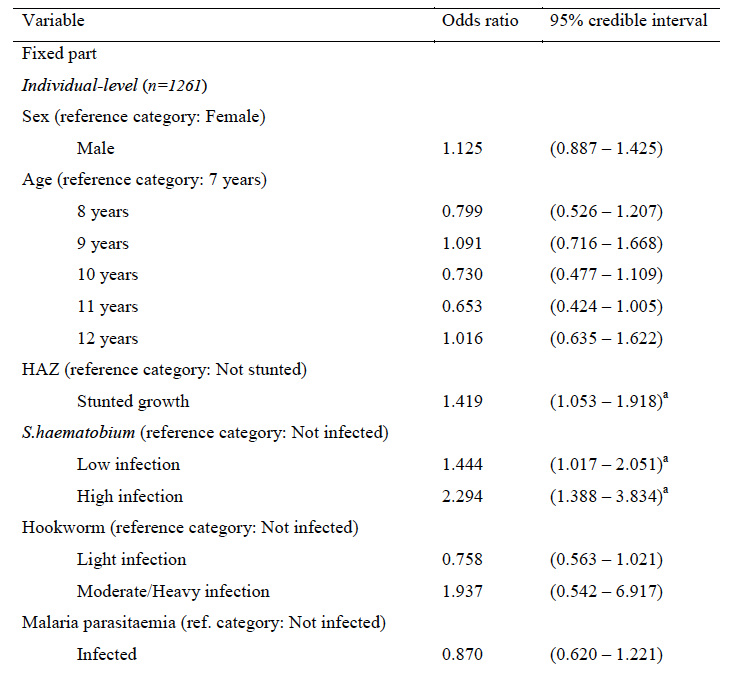 Variable Odds ratio 95% credible interval
Fixed part
Individual-level (n=1261)
Sex (reference category: Female)
Male 1.125 (0.887 – 1.425)
Age (reference category: 7 years)
8 years 0.799 (0.526 – 1.207)
9 years 1.091 (0.716 – 1.668)
10 years 0.730 (0.477 – 1.109)
11 years 0.653 (0.424 – 1.005)
12 years 1.016 (0.635 – 1.622)
HAZ (reference category: Not stunted)
Stunted growth 1.419 (1.053 – 1.918)a
S.haematobium (reference category: Not infected)
Low infection 1.444 (1.017 – 2.051)a
High infection 2.294 (1.388 – 3.834)a
Hookworm (reference category: Not infected)
Light infection 0.758 (0.563 – 1.021)
Moderate/Heavy infection 1.937 (0.542 – 6.917)
Malaria parasitaemia (ref. category: Not infected)
Infected 0.870 (0.620 – 1.221)